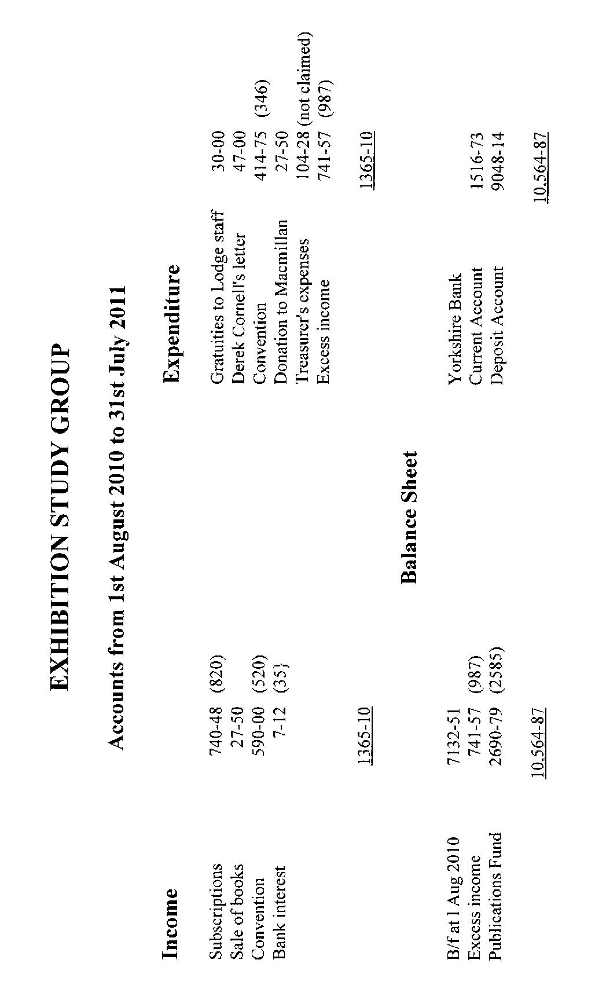 EXHIBITION STUDY GROUP
Accounts from 1st August 2010 to 31st July 2011
Income Expenditure
Subscriptions 740-48 (820) Gratuities to Lodge staff 30-00
Sale of books 27-50 Derek Cornell's letter 47-00
Convention 590-00 (520) Convention 414-75 (346)
Bank interest 7-12 (35} Donation to Macmillan 27-50
Treasurer's expenses 104-28 (not claimed)
Excess income 741-57 (987)
1365-10 1365-10
Balance Sheet
B/f at 1 Aug 2010 7132-51 Yorkshire Bank
Excess income 741-57 (987) Current Account 1516-73
Publications Fund 2690-79 (2585) Deposit Account 9048-14
10,564-87 10,564-87